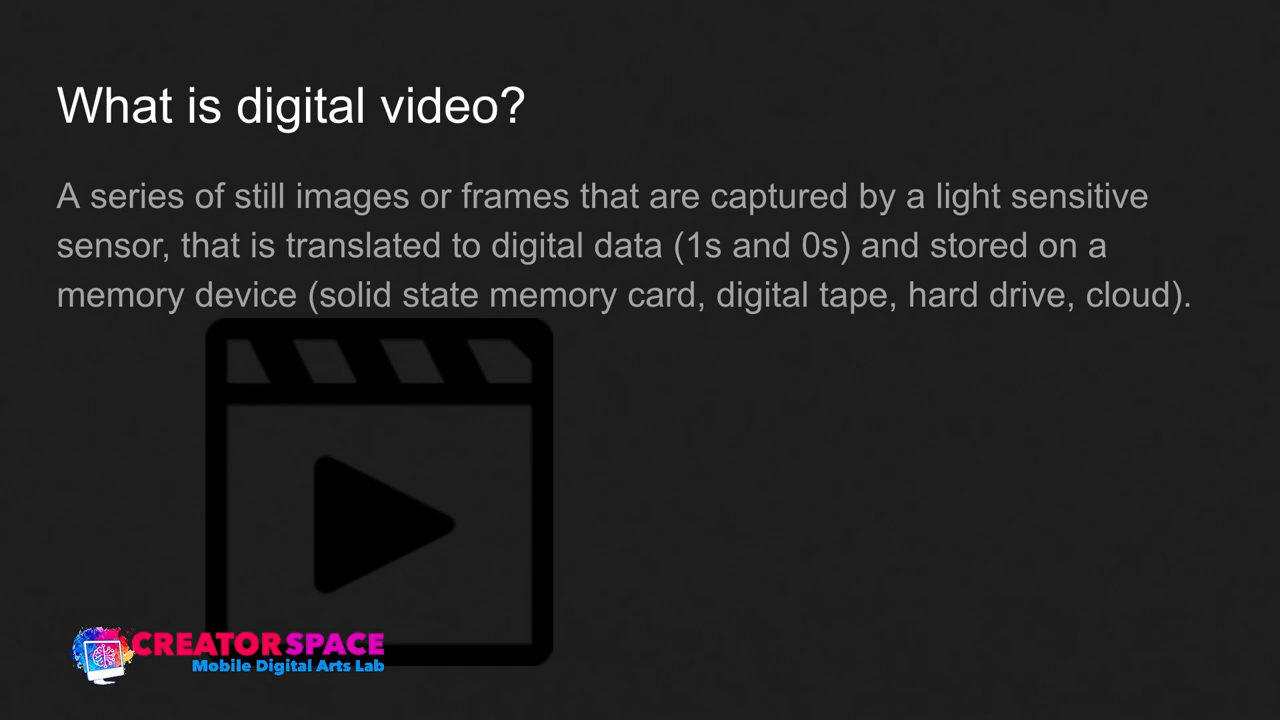 What is digital video?
A series of still images or frames that are captured by a light sensitive
sensor, that is translated to digital data (1s and 0s) and stored on a
memory device (solid state memory card, digital tape, hard drive, cloud).
CREATORSPACE
Mobile Digital Arts Lab